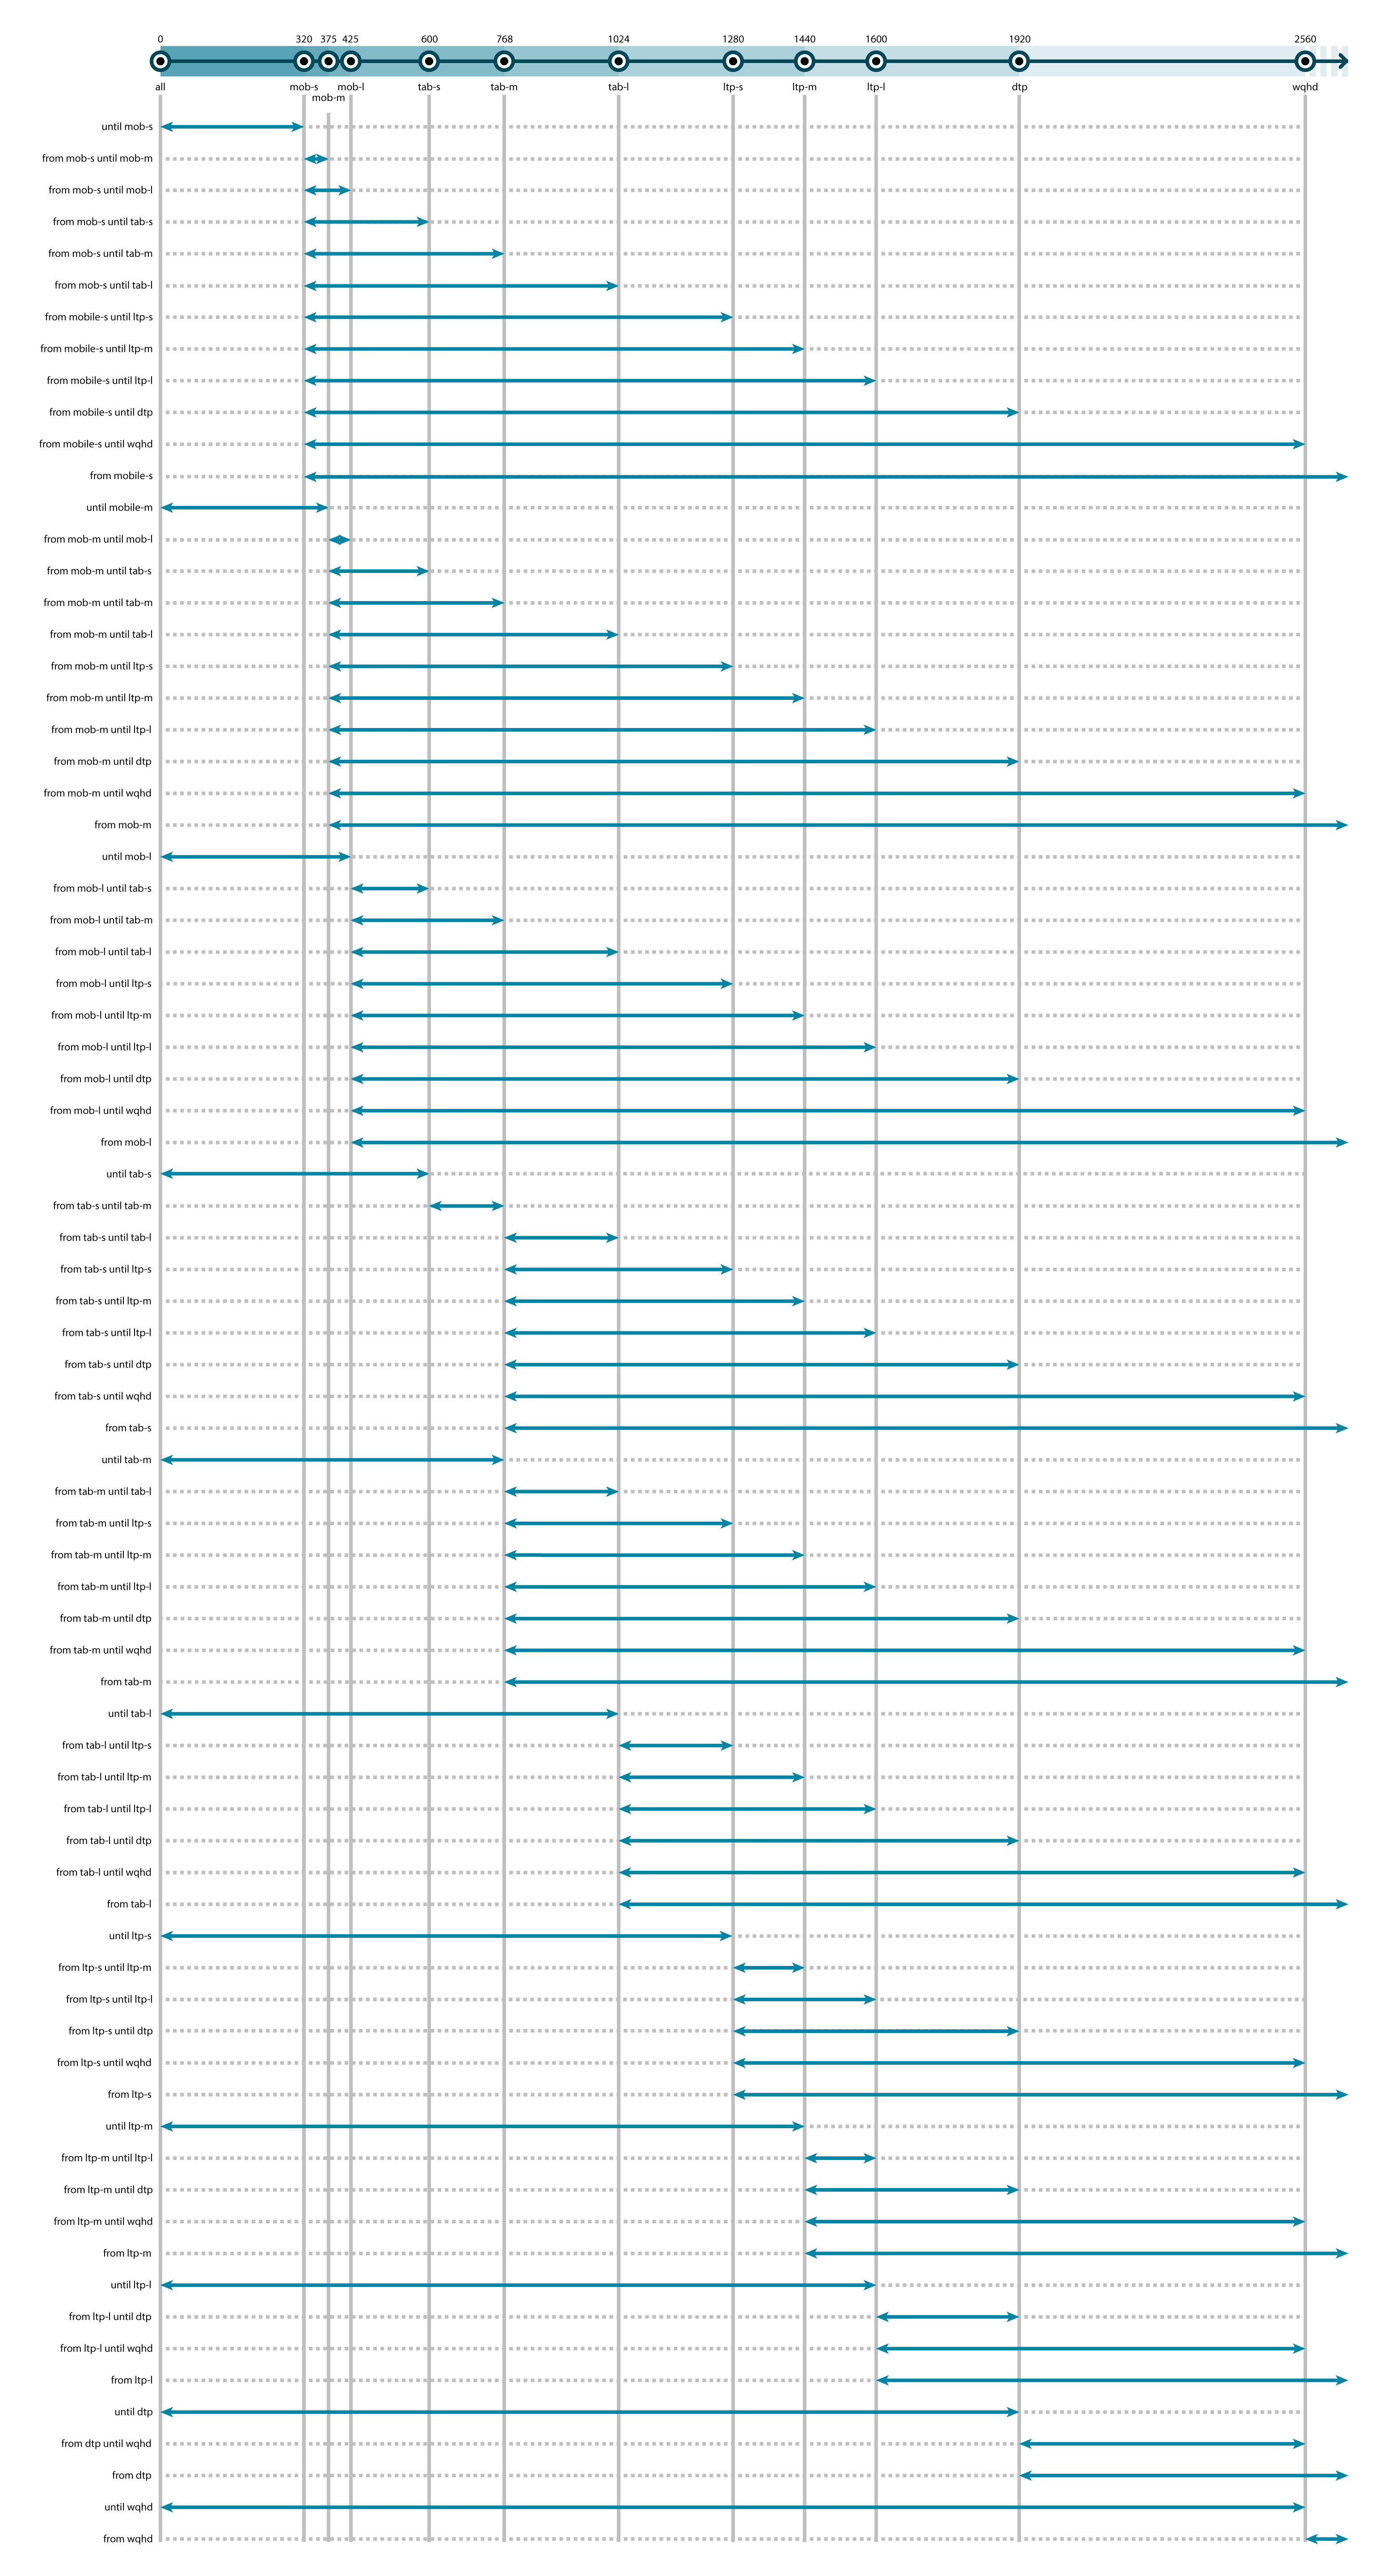 0 320 375 425 600 768 1024 1280 1440 1600 1920 2560
all mob-s mob-m mob-l tab-s tab-m tab-l ltp-s ltp-m ltp-l dtp wqhd
until mob-s
from mob-s until mob-m
from mob-s until mob-l
from mob-s until tab-s
from mob-s until tab-m
from mob-s until tab-l
from mobile-s until ltp-s
from mobile-s until ltp-m
from mobile-s until ltp-l
from mobile-s until dtp
from mobile-s until wqhd
from mobile-s
until mobile-m
from mob-m until mob-l
from mob-m until tab-s
from mob-m until tab-m
from mob-m until tab-l
from mob-m until ltp-s
from mob-m until ltp-m
from mob-m until ltp-l
from mob-m until dtp
from mob-m until wqhd
from mob-m
until mob-l
from mob-l until tab-s
from mob-l until tab-m
from mob-l until tab-l
from mob-l until ltp-s
from mob-l until ltp-m
from mob-l until ltp-l
from mob-l until dtp
from mob-l until wqhd
from mob-l
until tab-s
from tab-s until tab-m
from tab-s until tab-l
from tab-s until ltp-s
from tab-s until ltp-m
from tab-s until ltp-l
from tab-s until dtp
from tab-s until wqhd
from tab-s
until tab-m
from tab-m until tab-l
from tab-m until ltp-s
from tab-m until ltp-m
from tab-m until ltp-l
from tab-m until dtp
from tab-m until wqhd
from tab-m
until tab-l
from tab-l until ltp-s
from tab-l until ltp-m
from tab-l until ltp-l
from tab-l until dtp
from tab-l until wqhd
from tab-l
until ltp-s
from ltp-s until ltp-m
from ltp-s until ltp-l
from ltp-s until dtp
from ltp-s until wqhd
from ltp-s
until ltp-m
from ltp-m until ltp-l
from ltp-m until dtp
from ltp-m until wqhd
from ltp-m
until ltp-l
from ltp-l until dtp
from ltp-l until wqhd
from ltp-l
until dtp
from dtp until wqhd
from dtp
until wqhd
from wqhd